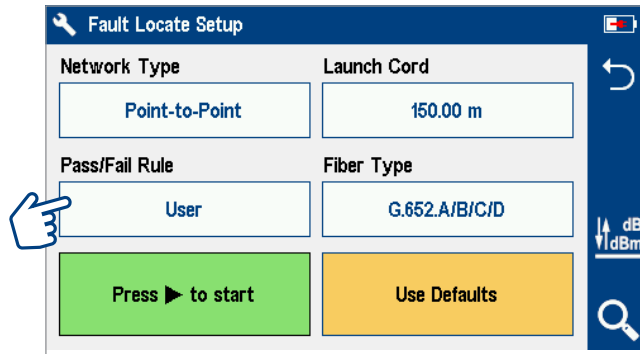 Fault Locate Setup
Network Type
Launch Cord
Point-to-Point
150.00 m
Pass/Fail Rule
Fiber Type
User
G.652.A/B/C/D
dB
dBm
Press ▶ to start
Use Defaults